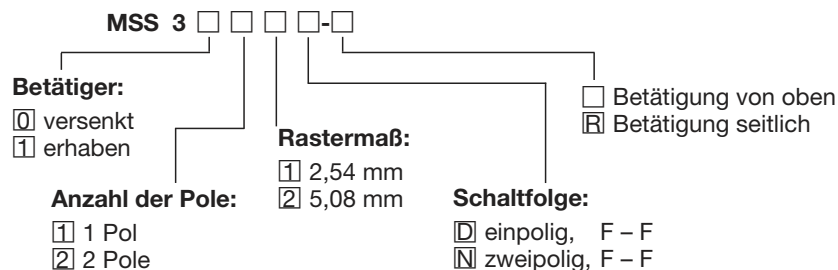 MSS 3 □ □ □ □-□
Betätiger:
0 versenkt
1 erhaben
Anzahl der Pole:
1 1 Pol
2 2 Pole
Rastermaß:
1 2,54 mm
2 5,08 mm
Schaltfolge:
D einpolig, F – F
N zweipolig, F – F
□ Betätigung von oben
R Betätigung seitlich